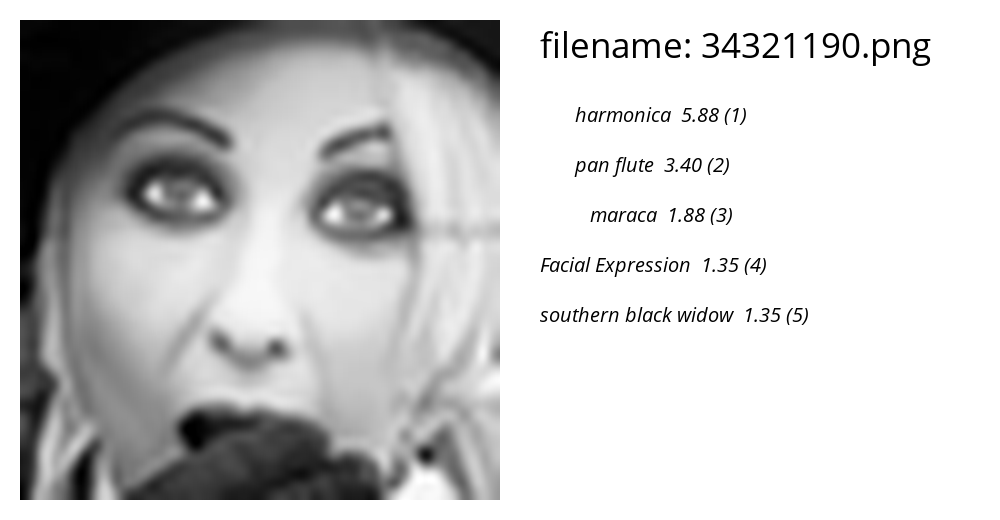 filename: 34321190.png
harmonica 5.88 (1)
pan flute 3.40 (2)
maraca 1.88 (3)
Facial Expression 1.35 (4)
southern black widow 1.35 (5)